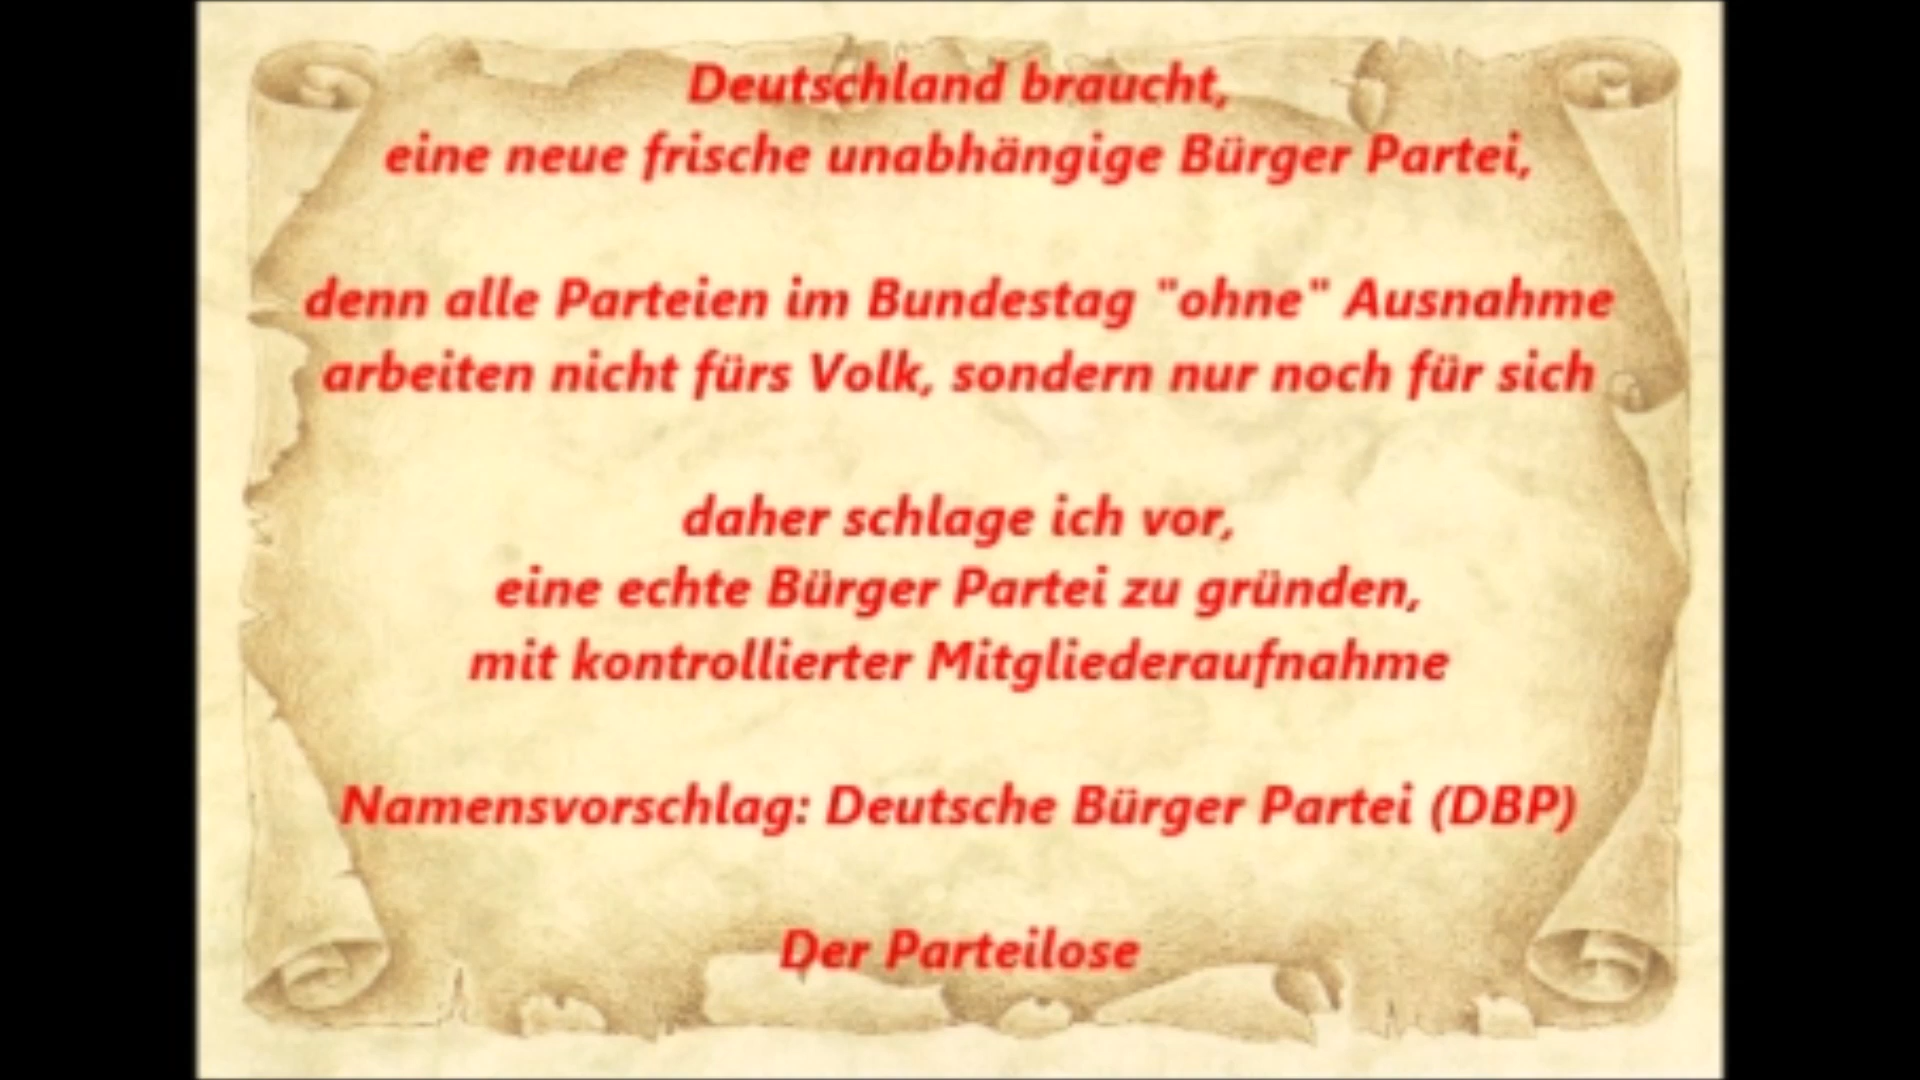 Deutschland braucht,
eine neue frische unabhängige Bürger Partei,
denn alle Parteien im Bundestag "ohne" Ausnahme
arbeiten nicht fürs Volk, sondern nur noch für sich
daher schlage ich vor,
eine echte Bürger Partei zu gründen,
mit kontrollierter Mitgliederaufnahme
Namensvorschlag: Deutsche Bürger Partei (DBP)
Der Parteilose